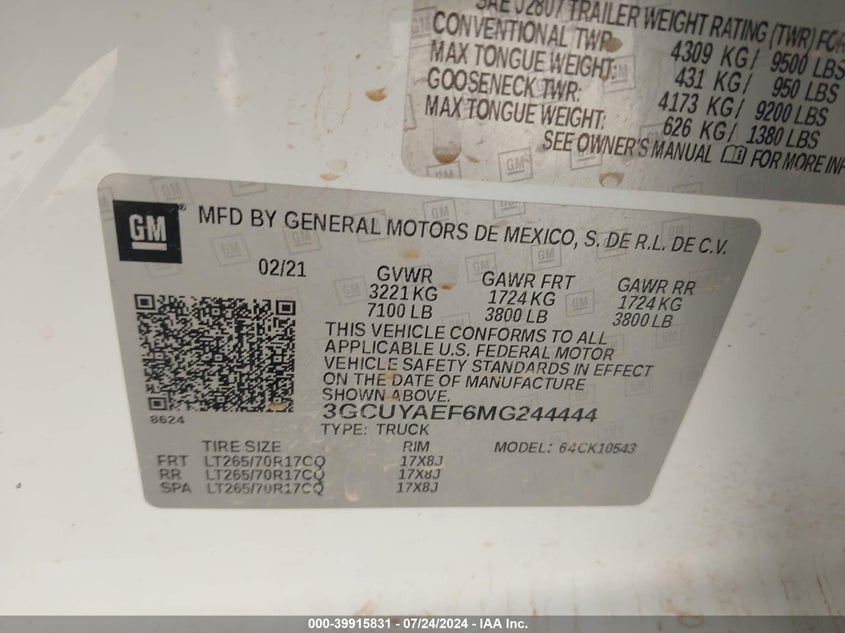 SAE J2807 TRAILER WEIGHT RATING (TWR) FOR
CONVENTIONAL TWR: 4309 KG/ 9500 LBS
MAX TONGUE WEIGHT: 431 KG/ 950 LBS
GOOSENECK TWR: 4173 KG/ 9200 LBS
MAX TONGUE WEIGHT: 626 KG/ 1380 LBS
SEE OWNER'S MANUAL FOR MORE INF
GM® MFD BY GENERAL MOTORS DE MEXICO, S. DE R.L. DE C.V.
02/21 GVWR GAWR FRT GAWR RR
3221 KG 1724 KG 1724 KG
7100 LB 3800 LB 3800 LB
THIS VEHICLE CONFORMS TO ALL
APPLICABLE U.S. FEDERAL MOTOR
VEHICLE SAFETY STANDARDS IN EFFECT
ON THE DATE OF MANUFACTURE
SHOWN ABOVE.
8624 3GCUYAEF6MG244444
TYPE: TRUCK
TIRE SIZE RIM MODEL: 64CK10543
FRT LT265/70R17CQ 17X8J
RR LT265/70R17CQ 17X8J
SPA LT265/70R17CQ 17X8J
000-39915831 - 07/24/2024 - IAA Inc.